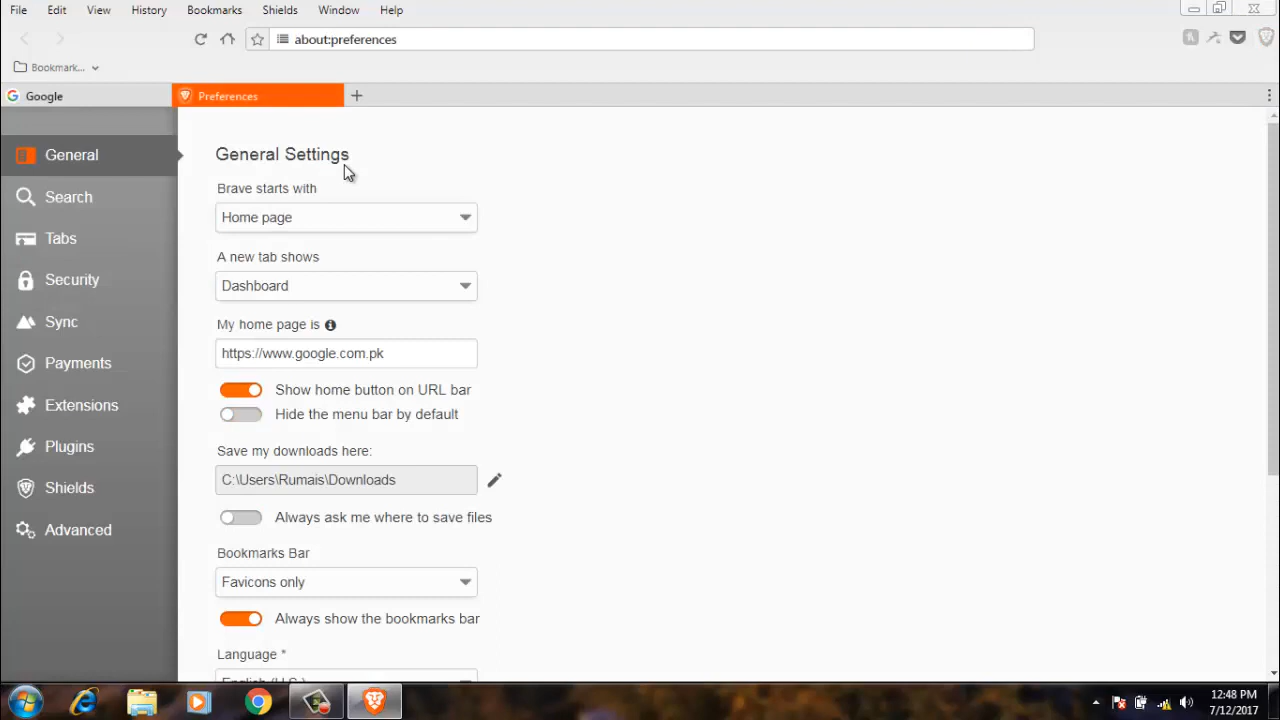 File Edit View History Bookmarks Shields Window Help
about:preferences
Bookmark...
Google
Preferences
General
Search
Tabs
Security
Sync
Payments
Extensions
Plugins
Shields
Advanced
General Settings
Brave starts with
Home page
A new tab shows
Dashboard
My home page is
https://www.google.com.pk
Show home button on URL bar
Hide the menu bar by default
Save my downloads here:
C:\Users\Rumais\Downloads
Always ask me where to save files
Bookmarks Bar
Favicons only
Always show the bookmarks bar
Language *
English (U.S.)
12:48 PM
7/12/2017